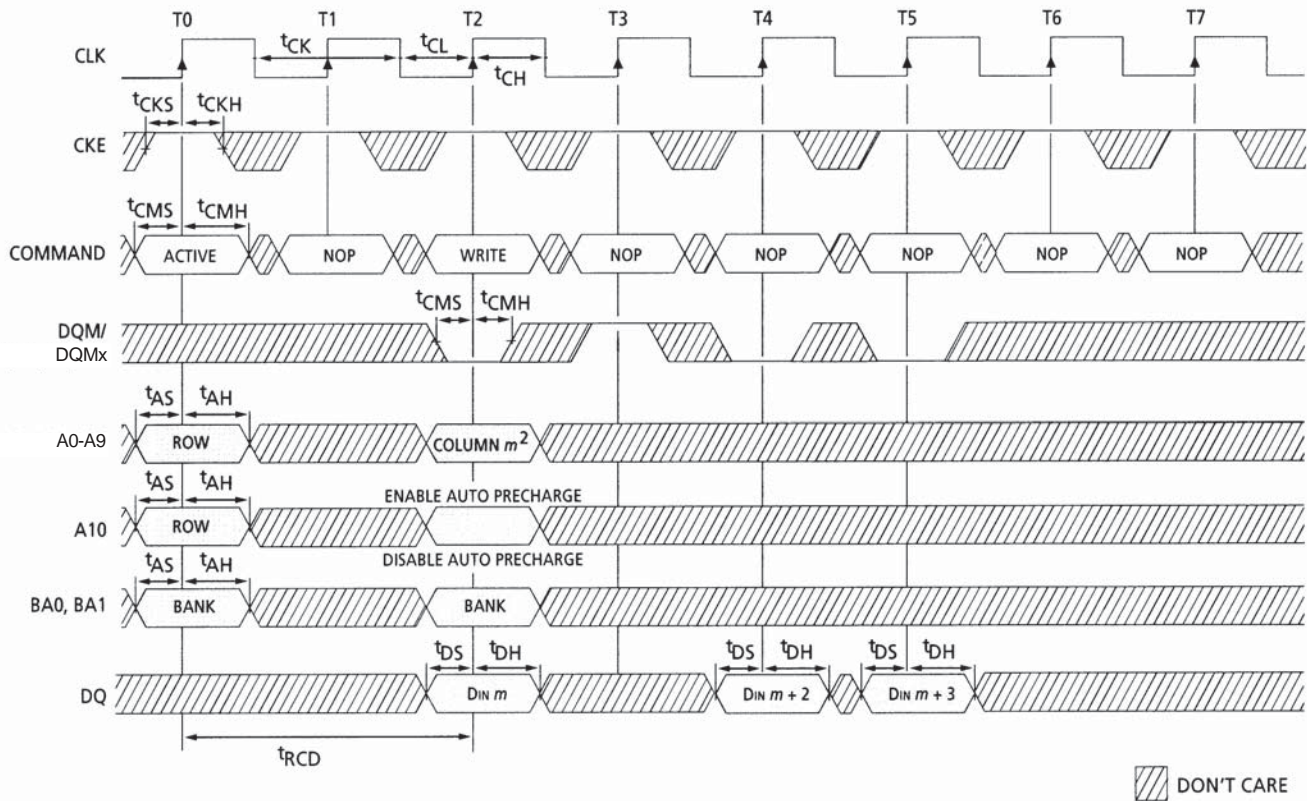 T0 T1 T2 T3 T4 T5 T6 T7
CLK
tCK tCL
tCH
tCKS tCKH
CKE
tCMS tCMH
COMMAND ACTIVE NOP WRITE NOP NOP NOP NOP NOP
tCMS tCMH
DQM/
DQMx
tAS tAH
A0-A9 ROW COLUMN m2
tAS tAH ENABLE AUTO PRECHARGE
A10 ROW
tAS tAH DISABLE AUTO PRECHARGE
BA0, BA1 BANK BANK
tDS tDH tDS tDH tDS tDH
DQ DIN m DIN m + 2 DIN m + 3
tRCD
DON'T CARE